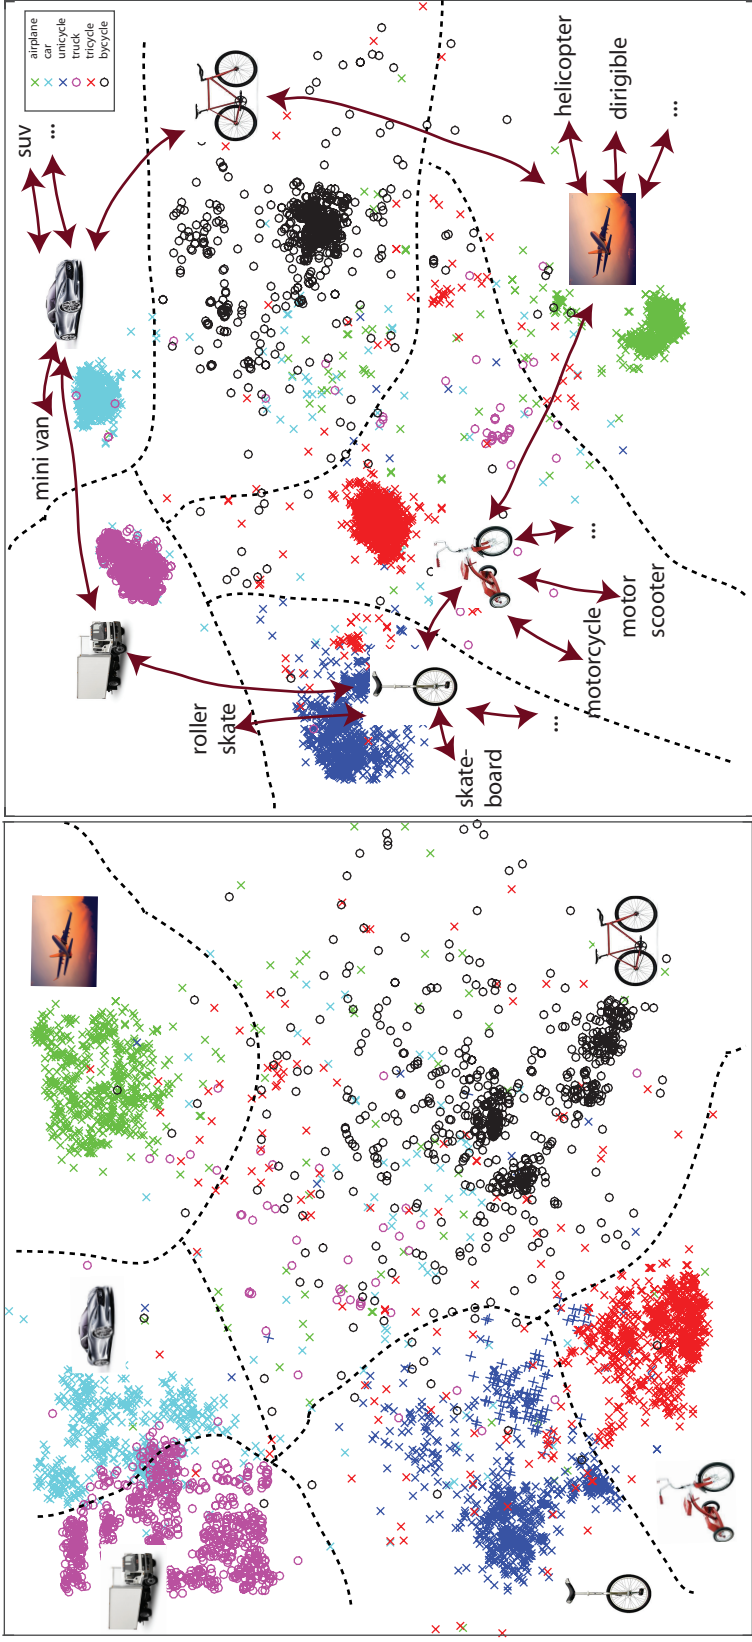 airplane
car
unicycle
truck
tricycle
bycycle
suv
...
mini van
helicopter
dirigible
...
roller
skate
skate-
board
...
motorcycle
motor
scooter
...